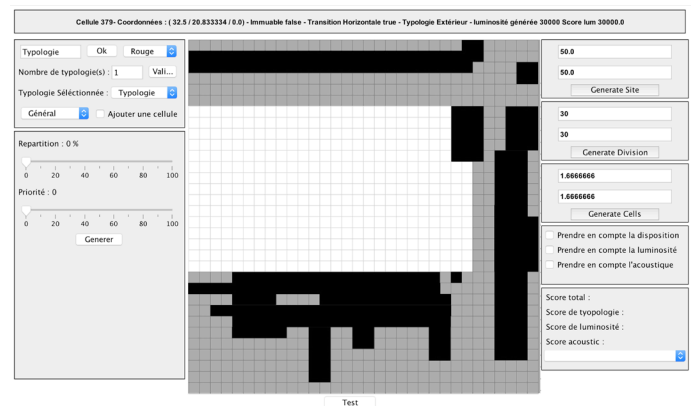 Cellule 379- Coordonnées : ( 32.5 / 20.833334 / 0.0) - Immuable false - Transition Horizontale true - Typologie Extérieur - luminosité générée 30000 Score lum 30000.0
Typologie Ok Rouge
Nombre de typologie(s) : 1 Vali...
Typologie Séléctionnée : Typologie
Général Ajouter une cellule
Repartition : 0 %
0 20 40 60 80 100
Priorité : 0
0 20 40 60 80 100
Generer
50.0
50.0
Generate Site
30
30
Generate Division
1.6666666
1.6666666
Generate Cells
Prendre en compte la disposition
Prendre en compte la luminosité
Prendre en compte l'acoustique
Score total :
Score de tyopologie :
Score de luminosité :
Score acoustic :
Test